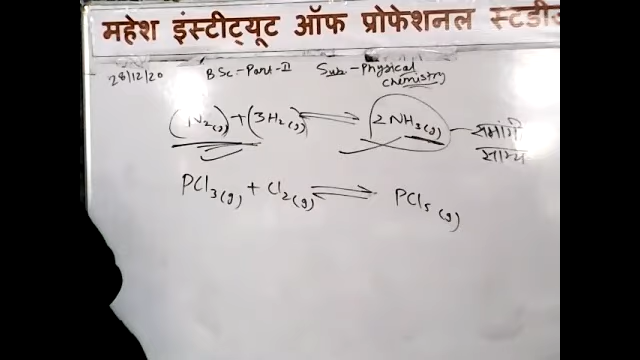 महेश इंस्टीट्यूट ऑफ प्रोफेशनल स्टडीज
28/12/20 BSc-Part-II Sub-Physical chemistry
(N₂(g)) + (3H₂(g)) ⇌ 2NH₃(g) — समांगी साम्य
PCl₃(g) + Cl₂(g) ⇌ PCl₅(g)